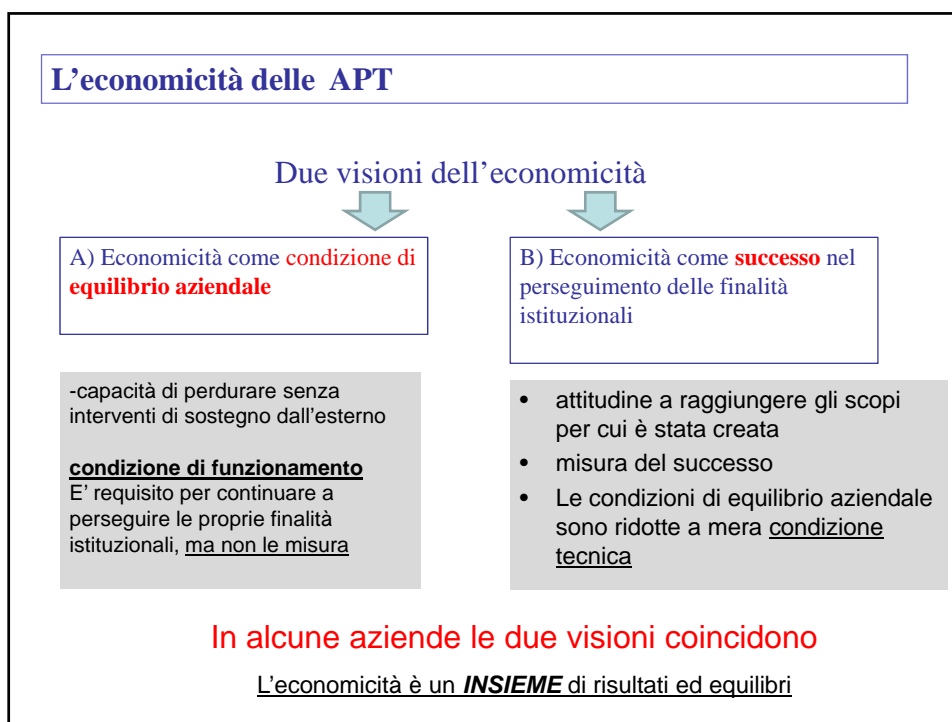 L'economicità delle  APT
Due visioni dell'economicità
A) Economicità come condizione di
equilibrio aziendale
B) Economicità come successo nel
perseguimento delle finalità
istituzionali
-capacità di perdurare senza
interventi di sostegno dall'esterno
condizione di funzionamento
E' requisito per continuare a
perseguire le proprie finalità
istituzionali, ma non le misura
• attitudine a raggiungere gli scopi
per cui è stata creata
• misura del successo
• Le condizioni di equilibrio aziendale
sono ridotte a mera condizione
tecnica
In alcune aziende le due visioni coincidono
L'economicità è un INSIEME di risultati ed equilibri